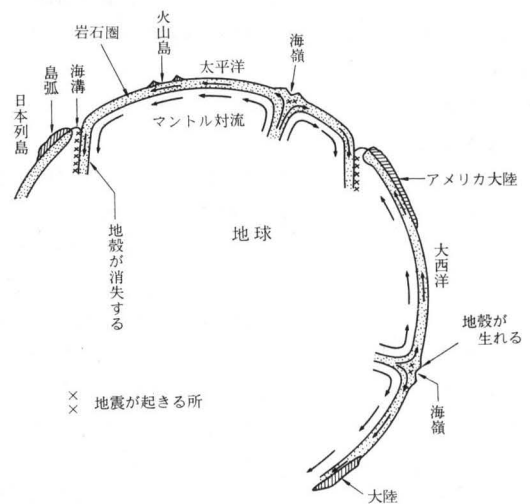 岩石圏
火山島
太平洋
海嶺
島弧
海溝
日本列島
マントル対流
アメリカ大陸
地殻が消失する
地球
大西洋
地殻が
生れる
海嶺
×
×
地震が起きる所
大陸